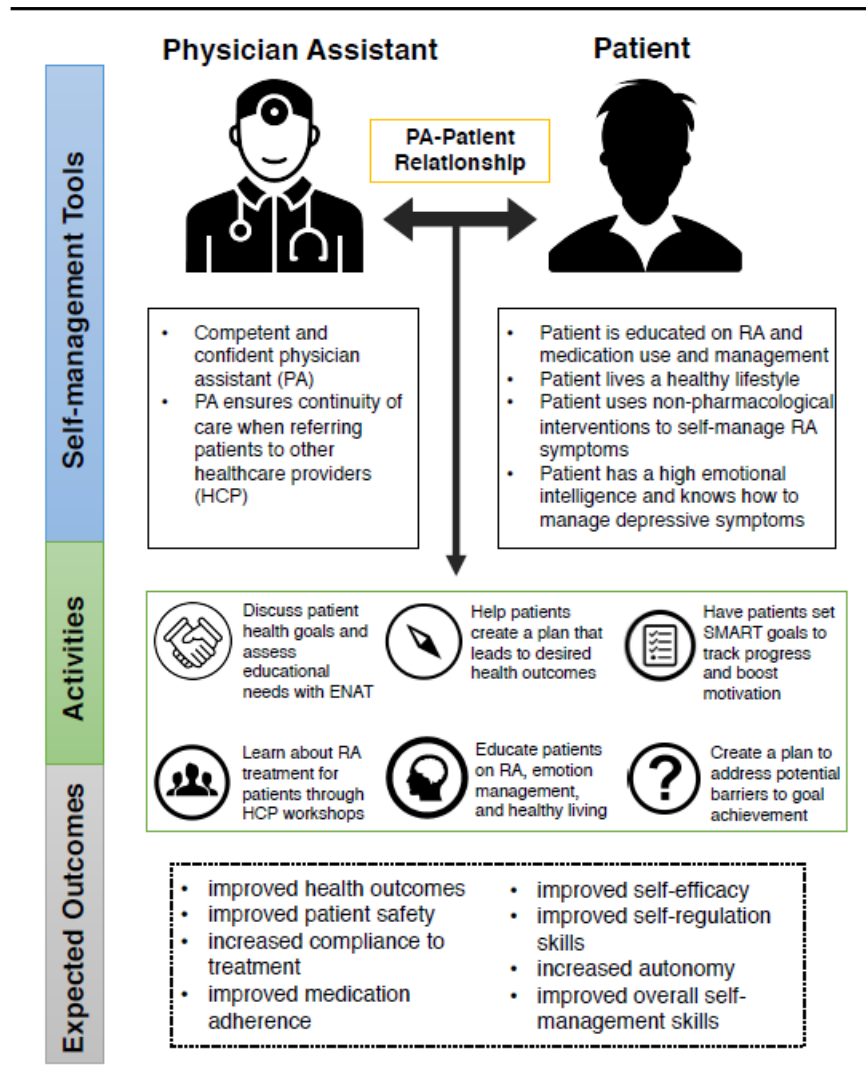 Physician Assistant
Patient
PA-Patient
Relationship
Self-management Tools
• Competent and
confident physician
assistant (PA)
• PA ensures continuity of
care when referring
patients to other
healthcare providers
(HCP)
• Patient is educated on RA and
medication use and management
• Patient lives a healthy lifestyle
• Patient uses non-pharmacological
interventions to self-manage RA
symptoms
• Patient has a high emotional
intelligence and knows how to
manage depressive symptoms
Activities
Discuss patient
health goals and
assess
educational
needs with ENAT
Help patients
create a plan that
leads to desired
health outcomes
Have patients set
SMART goals to
track progress
and boost
motivation
Learn about RA
treatment for
patients through
HCP workshops
Educate patients
on RA, emotion
management,
and healthy living
?
Create a plan to
address potential
barriers to goal
achievement
Expected Outcomes
• improved health outcomes
• improved patient safety
• increased compliance to
treatment
• improved medication
adherence
• improved self-efficacy
• improved self-regulation
skills
• increased autonomy
• improved overall self-
management skills